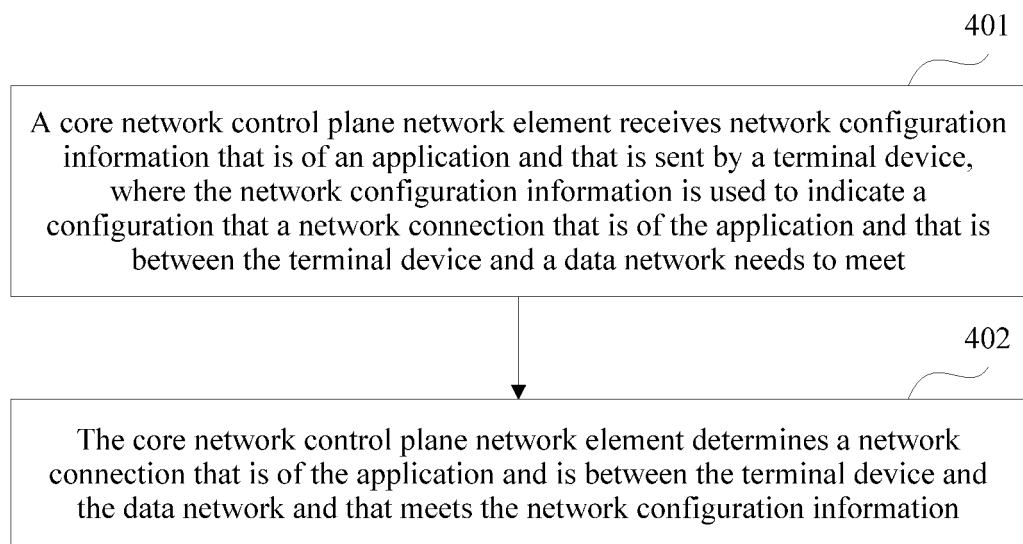 401
A core network control plane network element receives network configuration
information that is of an application and that is sent by a terminal device,
where the network configuration information is used to indicate a
configuration that a network connection that is of the application and that is
between the terminal device and a data network needs to meet
402
The core network control plane network element determines a network
connection that is of the application and is between the terminal device and
the data network and that meets the network configuration information